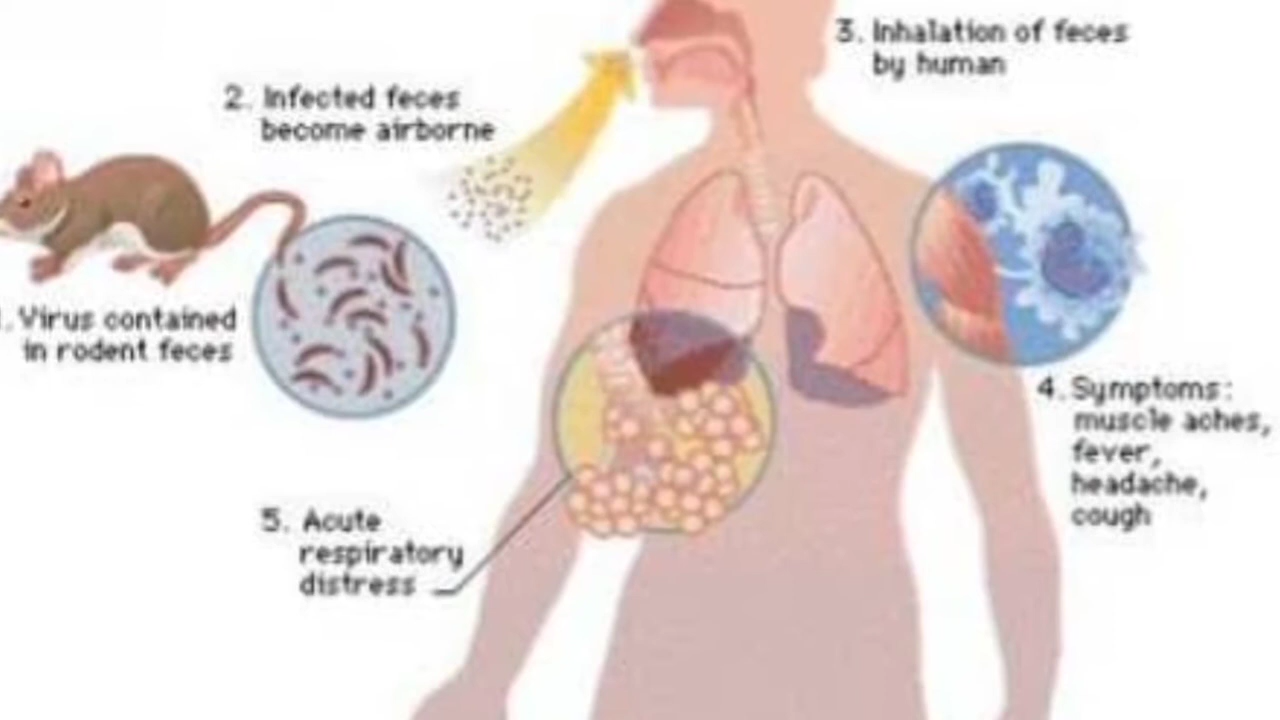 . Virus contained
in rodent feces
2. Infected feces
become airborne
3. Inhalation of feces
by human
4. Symptoms:
muscle aches,
fever,
headache,
cough
5. Acute
respiratory
distress